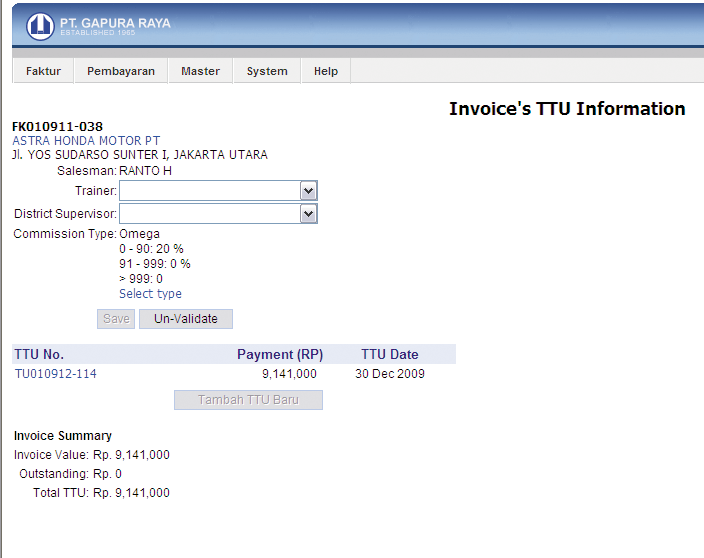 PT. GAPURA RAYA
ESTABLISHED 1965
Faktur Pembayaran Master System Help
Invoice's TTU Information
FK010911-038
ASTRA HONDA MOTOR PT
Jl. YOS SUDARSO SUNTER I, JAKARTA UTARA
Salesman: RANTO H
Trainer:
District Supervisor:
Commission Type: Omega
0 - 90: 20 %
91 - 999: 0 %
> 999: 0
Select type
Save Un-Validate
TTU No. Payment (RP) TTU Date
TU010912-114 9,141,000 30 Dec 2009
Tambah TTU Baru
Invoice Summary
Invoice Value: Rp. 9,141,000
Outstanding: Rp. 0
Total TTU: Rp. 9,141,000